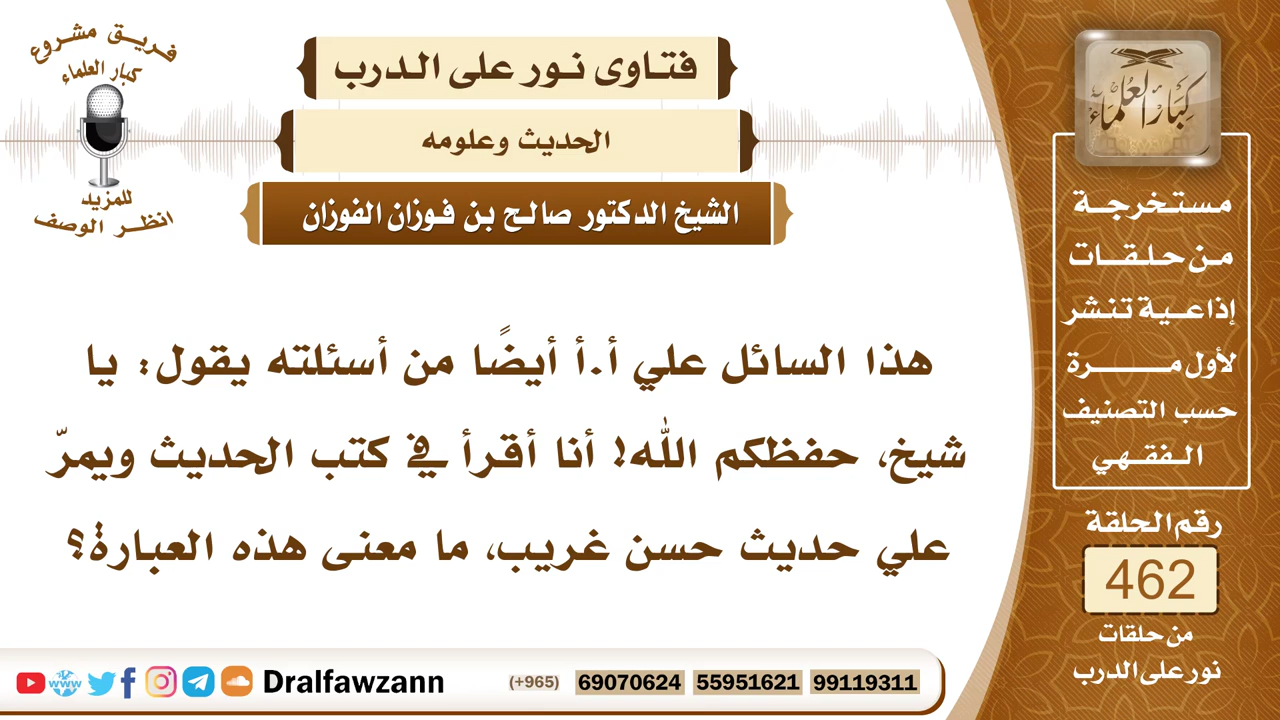 فريق مشروع
كبار العلماء
للمزيد
انظر الوصف
فتاوى نور على الدرب
الحديث وعلومه
الشيخ الدكتور صالح بن فوزان الفوزان
هذا السائل علي أ.أ أيضًا من أسئلته يقول: يا
شيخ، حفظكم الله! أنا أقرأ في كتب الحديث ويمرّ
علي حديث حسن غريب، ما معنى هذه العبارة؟
كبار العلماء
مستخرجة
من حلقات
إذاعية تنشر
لأول مرة
حسب التصنيف
الفقهي
رقم الحلقة
462
من حلقات
نور على الدرب
www
Dralfawzann
(+965) 69070624 55951621 99119311